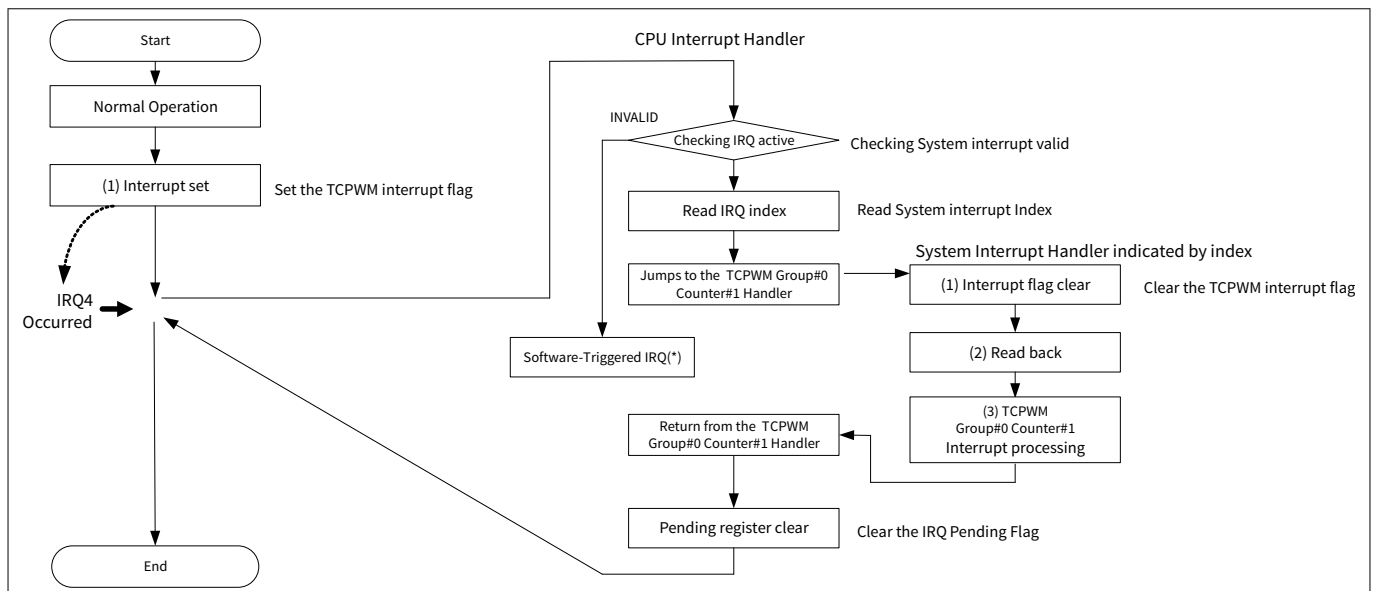 Start
Normal Operation
(1) Interrupt set
Set the TCPWM interrupt flag
IRQ4
Occurred
End
CPU Interrupt Handler
INVALID
Checking IRQ active
Checking System interrupt valid
Read IRQ index
Read System interrupt Index
Jumps to the TCPWM Group#0
Counter#1 Handler
Software-Triggered IRQ(*)
System Interrupt Handler indicated by index
(1) Interrupt flag clear
Clear the TCPWM interrupt flag
(2) Read back
(3) TCPWM
Group#0 Counter#1
Interrupt processing
Return from the TCPWM
Group#0 Counter#1 Handler
Pending register clear
Clear the IRQ Pending Flag